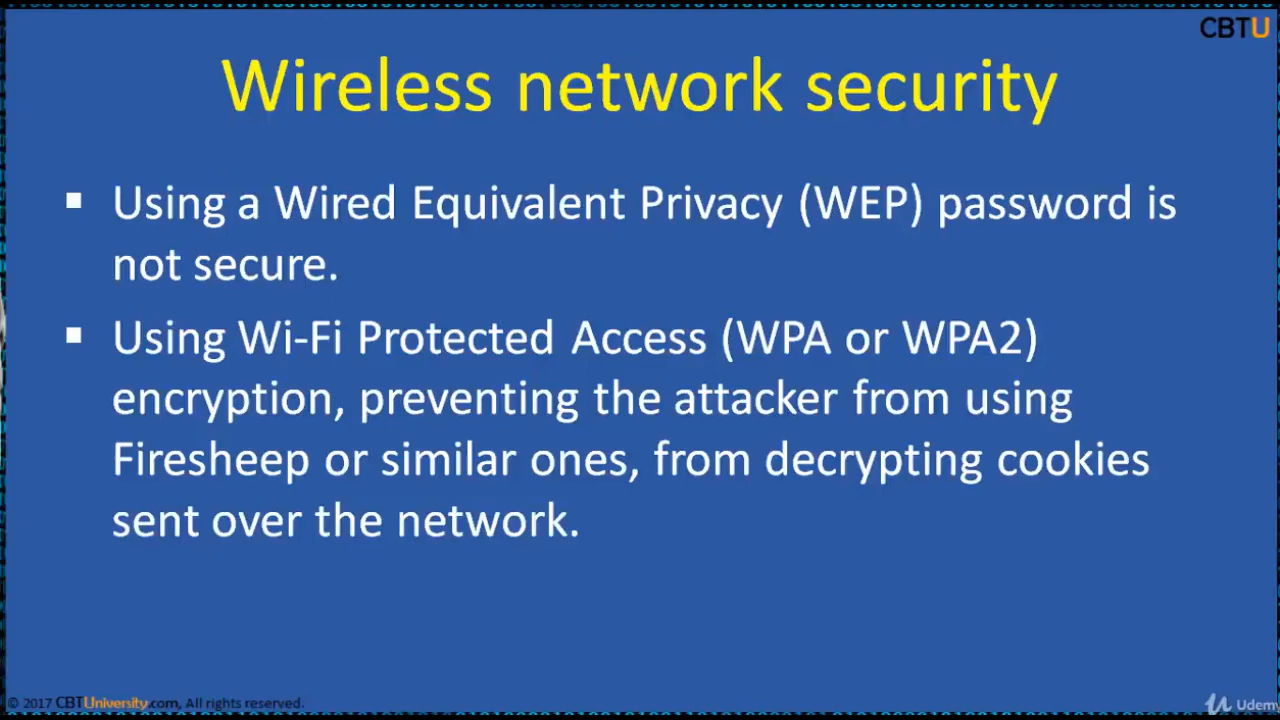 CBTU
Wireless network security
▪ Using a Wired Equivalent Privacy (WEP) password is
not secure.
▪ Using Wi-Fi Protected Access (WPA or WPA2)
encryption, preventing the attacker from using
Firesheep or similar ones, from decrypting cookies
sent over the network.
© 2017 CBTUniversity.com, All rights reserved.
Udemy